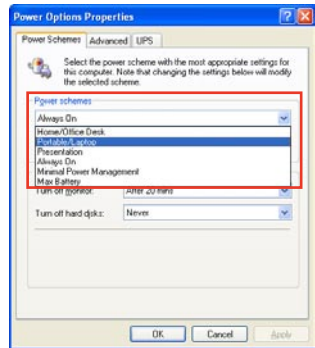 Power Options Properties
Power Schemes Advanced UPS
Select the power scheme with the most appropriate settings for
this computer. Note that changing the settings below will modify
the selected scheme.
Power schemes
Always On
Home/Office Desk
Portable/Laptop
Presentation
Always On
Minimal Power Management
Max Battery
Turn off monitor: After 20 mins
Turn off hard disks: Never
OK Cancel Apply